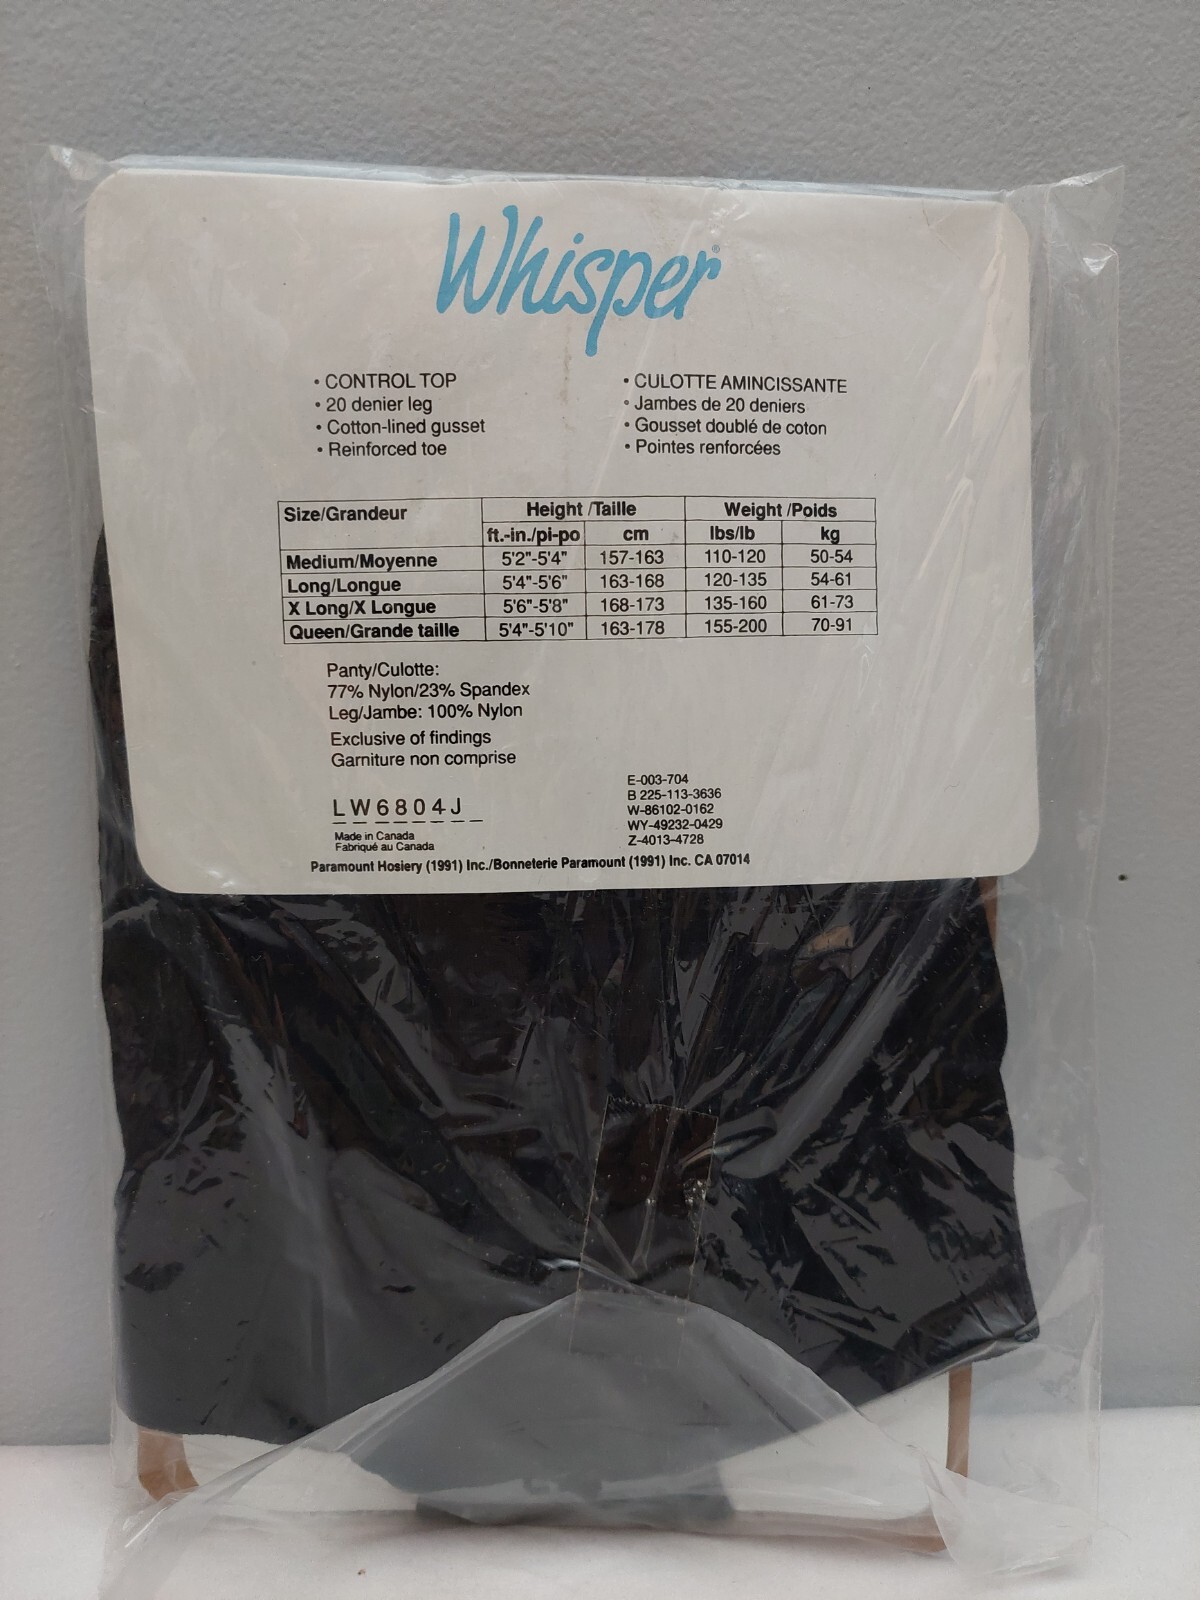 Whisper®
• CONTROL TOP
• 20 denier leg
• Cotton-lined gusset
• Reinforced toe
• CULOTTE AMINCISSANTE
• Jambes de 20 deniers
• Gousset doublé de coton
• Pointes renforcées
Size/Grandeur Height /Taille Weight /Poids
ft.-in./pi-po cm lbs/lb kg
Medium/Moyenne 5'2"-5'4" 157-163 110-120 50-54
Long/Longue 5'4"-5'6" 163-168 120-135 54-61
X Long/X Longue 5'6"-5'8" 168-173 135-160 61-73
Queen/Grande taille 5'4"-5'10" 163-178 155-200 70-91
Panty/Culotte:
77% Nylon/23% Spandex
Leg/Jambe: 100% Nylon
Exclusive of findings
Garniture non comprise
LW6804J
Made in Canada
Fabriqué au Canada
E-003-704
B 225-113-3636
W-86102-0162
WY-49232-0429
Z-4013-4728
Paramount Hosiery (1991) Inc./Bonneterie Paramount (1991) Inc. CA 07014